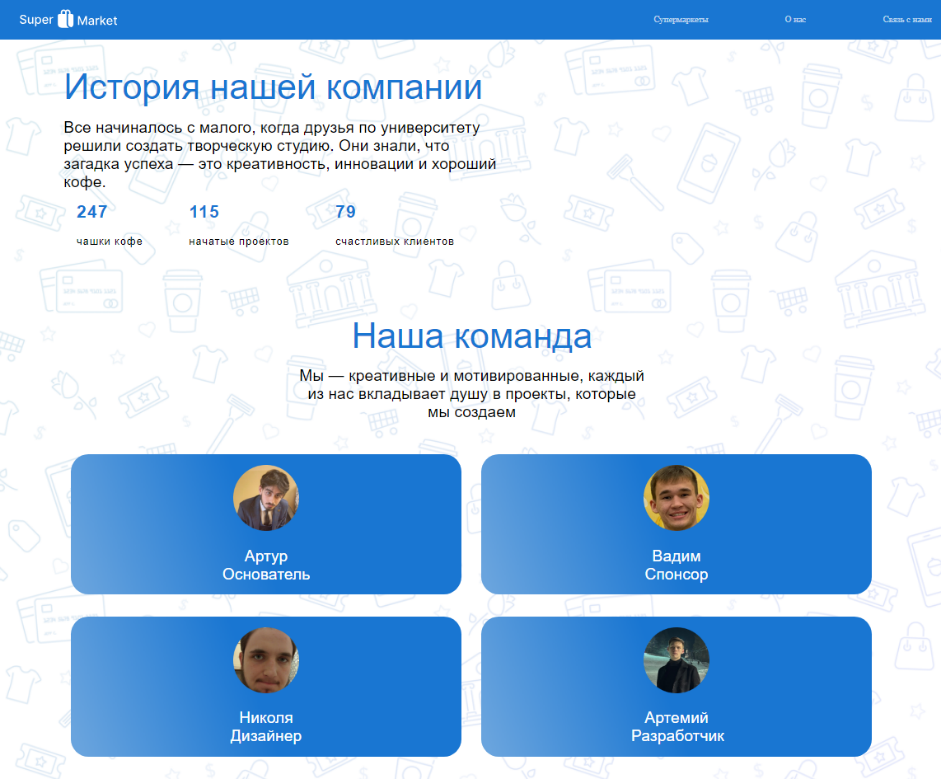 Super Market
Супермаркеты
О нас
Связь с нами
История нашей компании
Все начиналось с малого, когда друзья по университету
решили создать творческую студию. Они знали, что
загадка успеха — это креативность, инновации и хороший
кофе.
247
115
79
чашки кофе
начатые проектов
счастливых клиентов
Наша команда
Мы — креативные и мотивированные, каждый
из нас вкладывает душу в проекты, которые
мы создаем
Артур
Основатель
Вадим
Спонсор
Николя
Дизайнер
Артемий
Разработчик